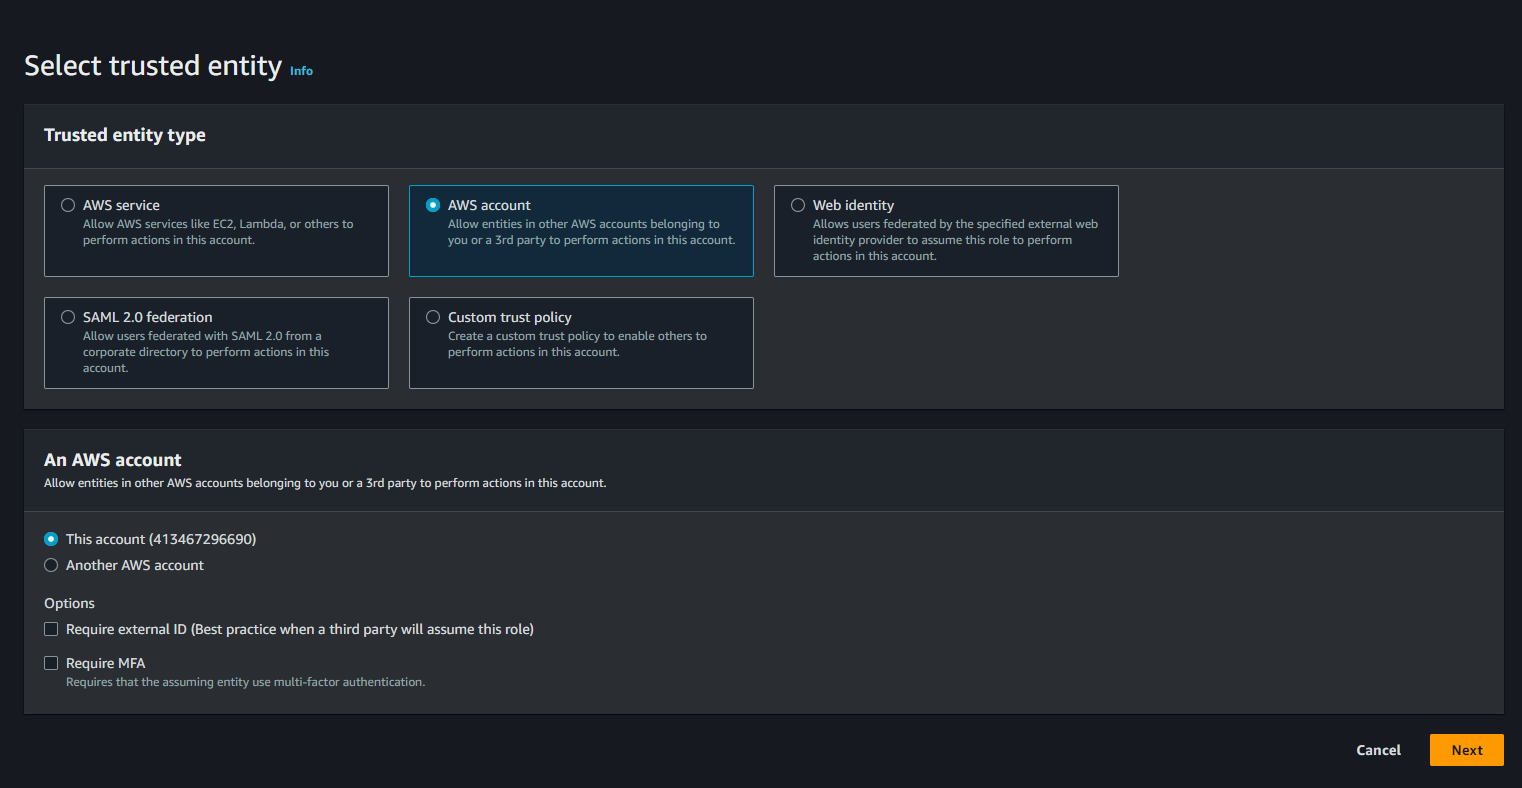 Select trusted entity Info
Trusted entity type
AWS service
Allow AWS services like EC2, Lambda, or others to
perform actions in this account.
AWS account
Allow entities in other AWS accounts belonging to
you or a 3rd party to perform actions in this account.
Web identity
Allows users federated by the specified external web
identity provider to assume this role to perform
actions in this account.
SAML 2.0 federation
Allow users federated with SAML 2.0 from a
corporate directory to perform actions in this
account.
Custom trust policy
Create a custom trust policy to enable others to
perform actions in this account.
An AWS account
Allow entities in other AWS accounts belonging to you or a 3rd party to perform actions in this account.
This account (413467296690)
Another AWS account
Options
Require external ID (Best practice when a third party will assume this role)
Require MFA
Requires that the assuming entity use multi-factor authentication.
Cancel
Next